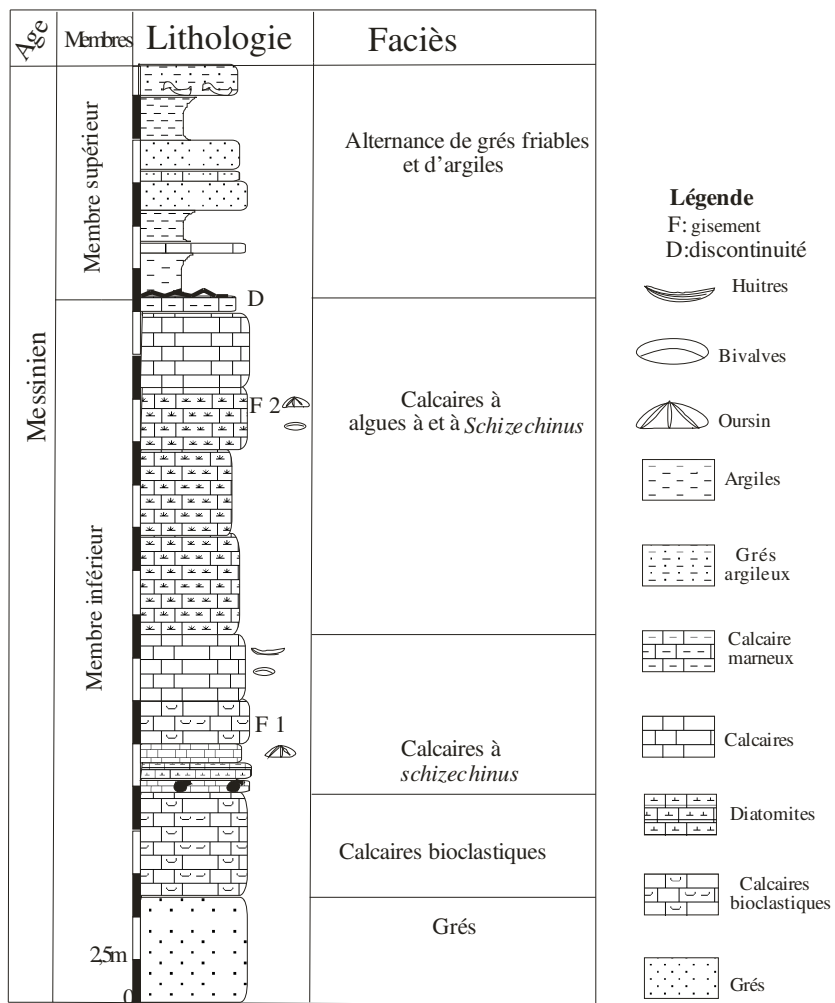 Age
Membres
Lithologie
Faciès
Messinien
Membre supérieur
Membre inférieur
Alternance de grés friables
et d'argiles
D
F 2
Calcaires à
algues à et à Schizechinus
F 1
Calcaires à
schizechinus
Calcaires bioclastiques
Grés
2,5m
0
Légende
F: gisement
D:discontinuité
Huitres
Bivalves
Oursin
Argiles
Grés
argileux
Calcaire
marneux
Calcaires
Diatomites
Calcaires
bioclastiques
Grés